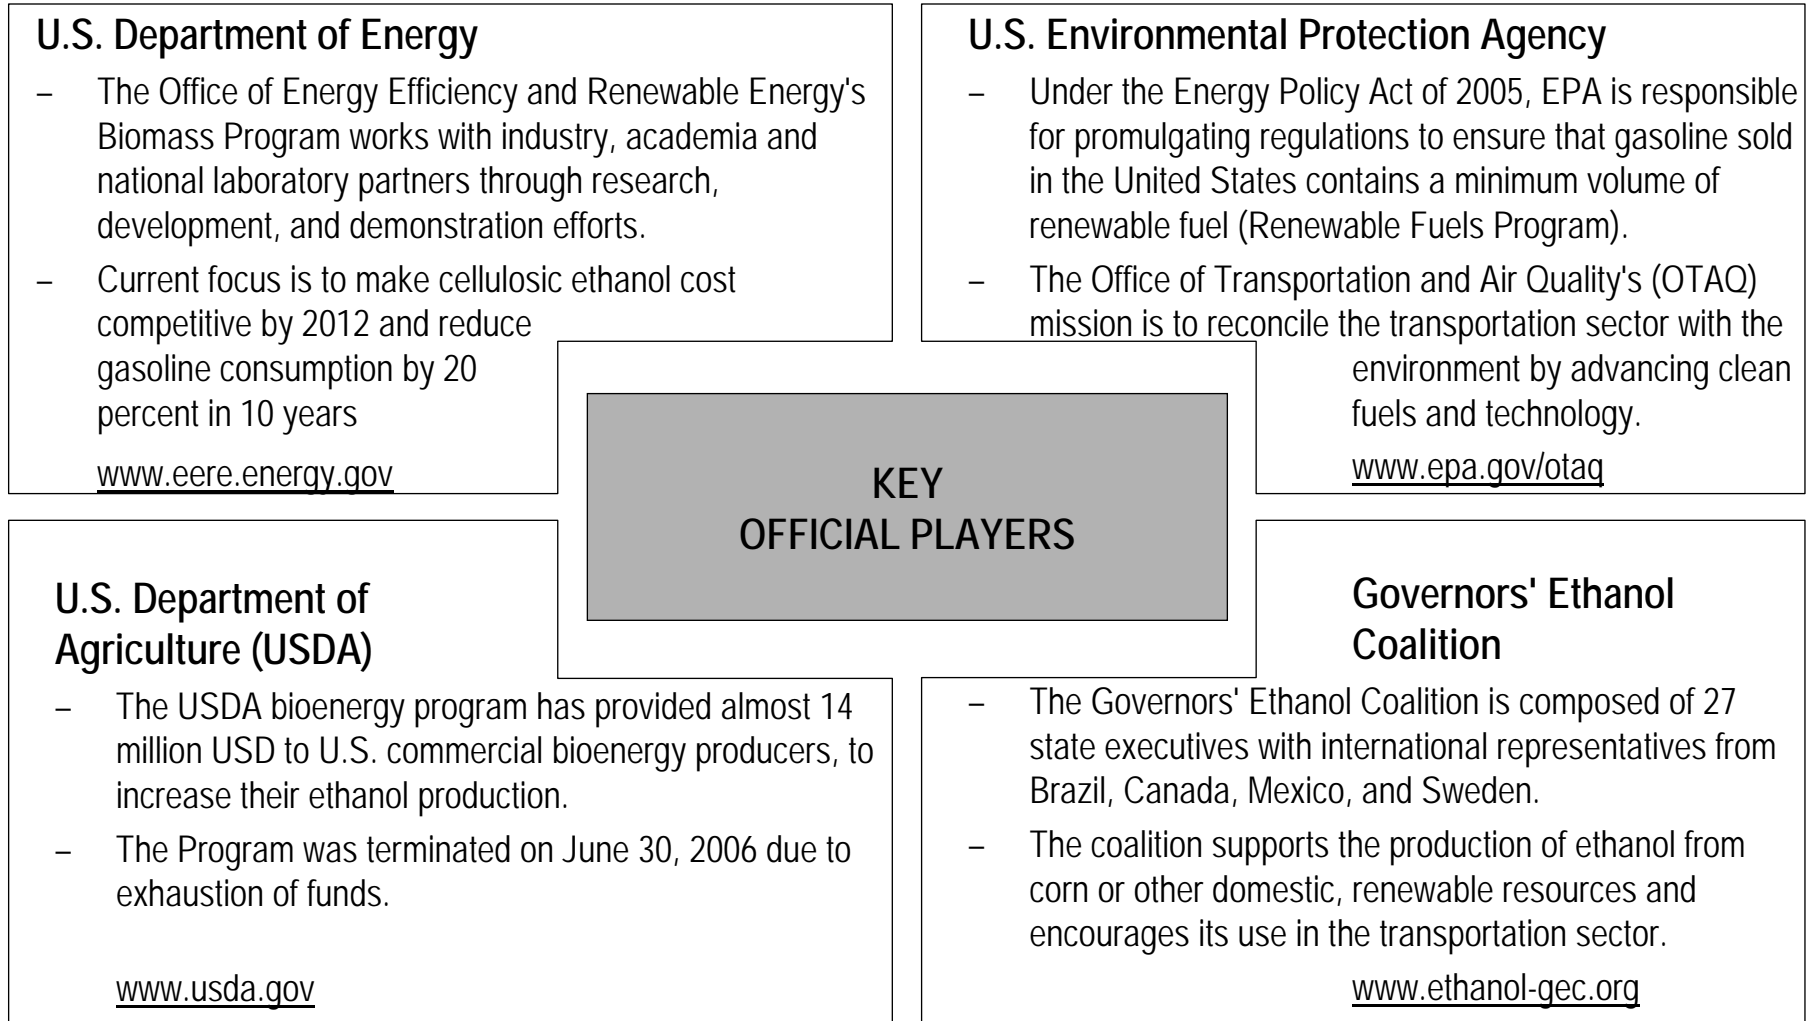 U.S. Department of Energy
– The Office of Energy Efficiency and Renewable Energy's
Biomass Program works with industry, academia and
national laboratory partners through research,
development, and demonstration efforts.
– Current focus is to make cellulosic ethanol cost
competitive by 2012 and reduce
gasoline consumption by 20
percent in 10 years
www.eere.energy.gov
U.S. Environmental Protection Agency
– Under the Energy Policy Act of 2005, EPA is responsible
for promulgating regulations to ensure that gasoline sold
in the United States contains a minimum volume of
renewable fuel (Renewable Fuels Program).
– The Office of Transportation and Air Quality's (OTAQ)
mission is to reconcile the transportation sector with the
environment by advancing clean
fuels and technology.
www.epa.gov/otaq
KEY
OFFICIAL PLAYERS
U.S. Department of
Agriculture (USDA)
– The USDA bioenergy program has provided almost 14
million USD to U.S. commercial bioenergy producers, to
increase their ethanol production.
– The Program was terminated on June 30, 2006 due to
exhaustion of funds.
www.usda.gov
Governors' Ethanol
Coalition
– The Governors' Ethanol Coalition is composed of 27
state executives with international representatives from
Brazil, Canada, Mexico, and Sweden.
– The coalition supports the production of ethanol from
corn or other domestic, renewable resources and
encourages its use in the transportation sector.
www.ethanol-gec.org